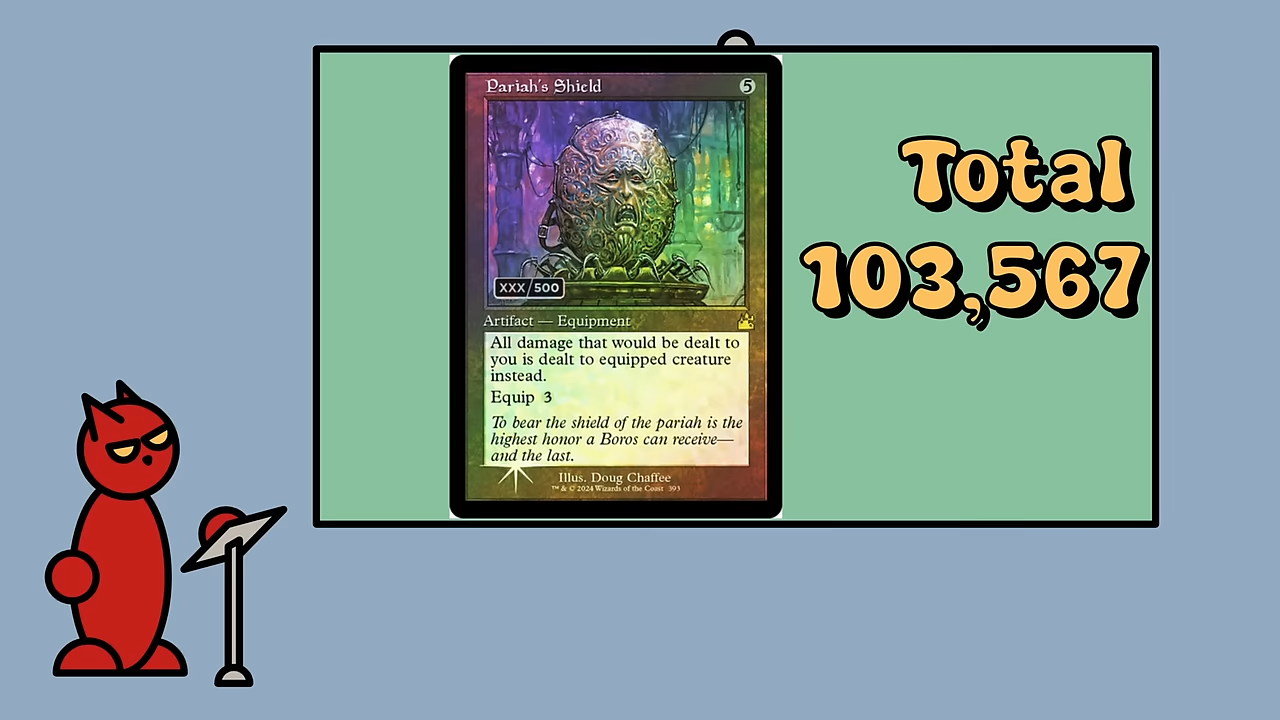 Pariah's Shield 5
XXX/500
Artifact — Equipment
All damage that would be dealt to
you is dealt to equipped creature
instead.
Equip 3
To bear the shield of the pariah is the
highest honor a Boros can receive—
and the last.
Illus. Doug Chaffee
™ & © 2024 Wizards of the Coast 393
Total
103,567